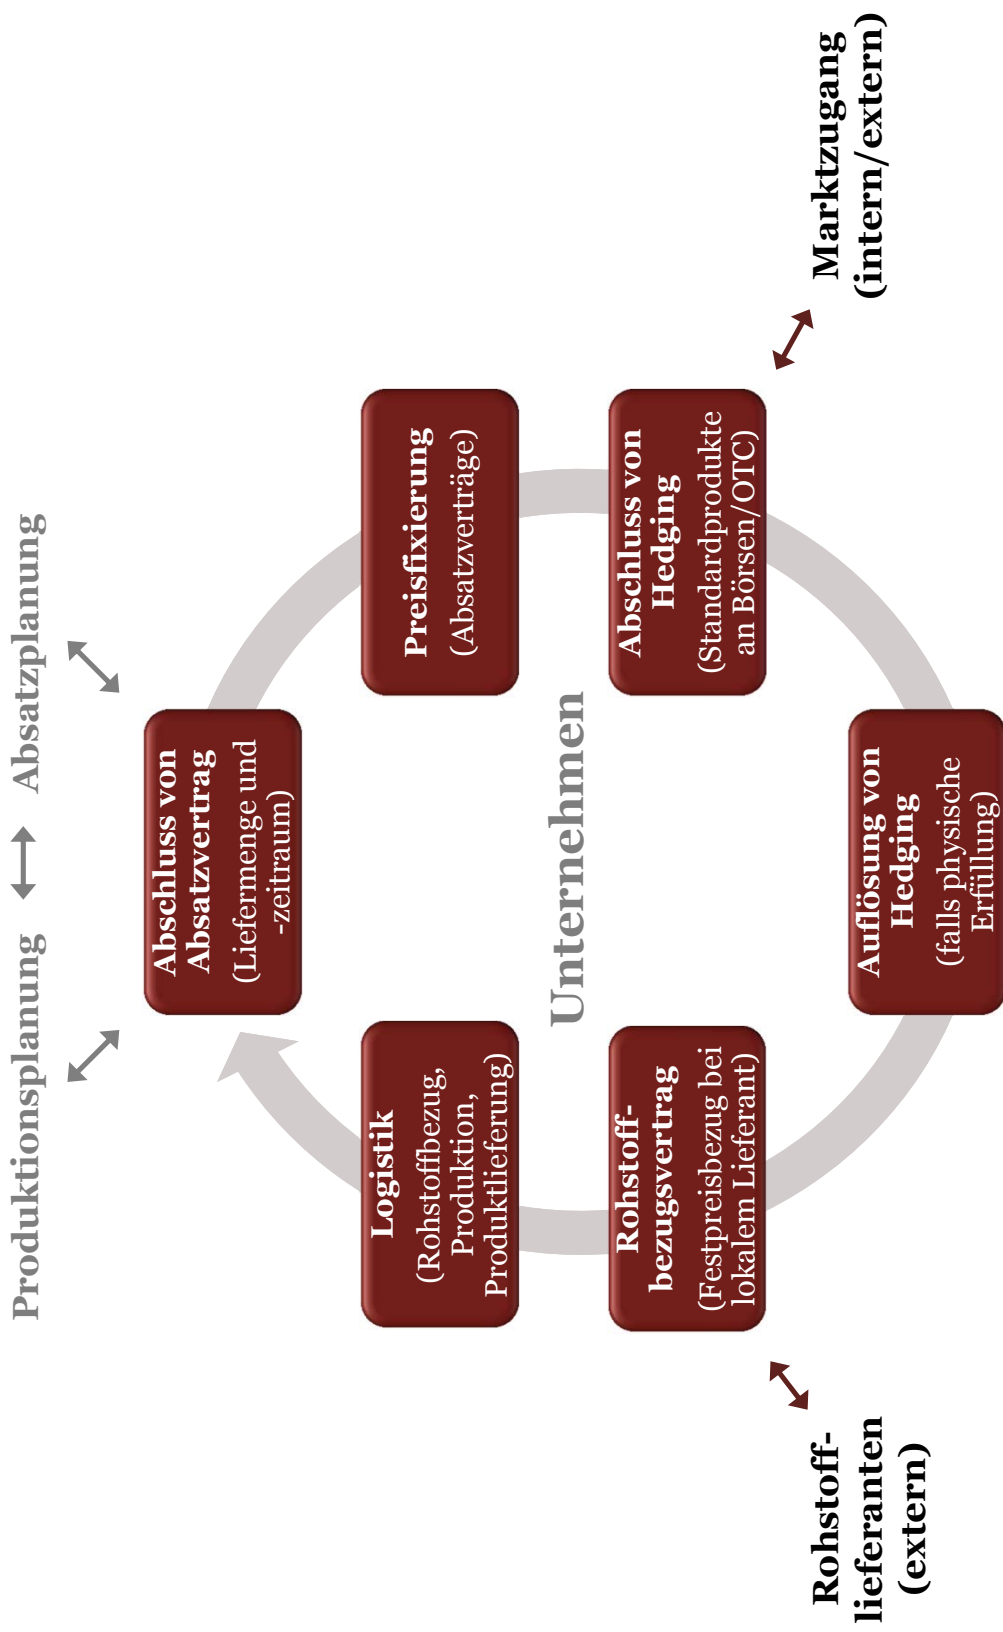 Produktionsplanung
Absatzplanung
Abschluss von
Absatzvertrag
(Liefermenge und
-zeitraum)
Preisfixierung
(Absatzverträge)
Abschluss von
Hedging
(Standardprodukte
an Börsen/OTC)
Marktzugang
(intern/extern)
Auflösung von
Hedging
(falls physische
Erfüllung)
Rohstoff-
bezugsvertrag
(Festpreisbezug bei
lokalem Lieferant)
Rohstoff-
lieferanten
(extern)
Logistik
(Rohstoffbezug,
Produktion,
Produktlieferung)
Unternehmen